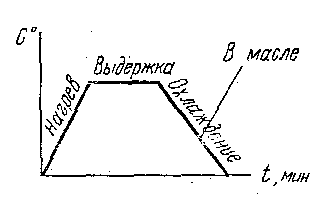 C°
В масле
Выдержка
Нагрев
Охлаждение
t, мин